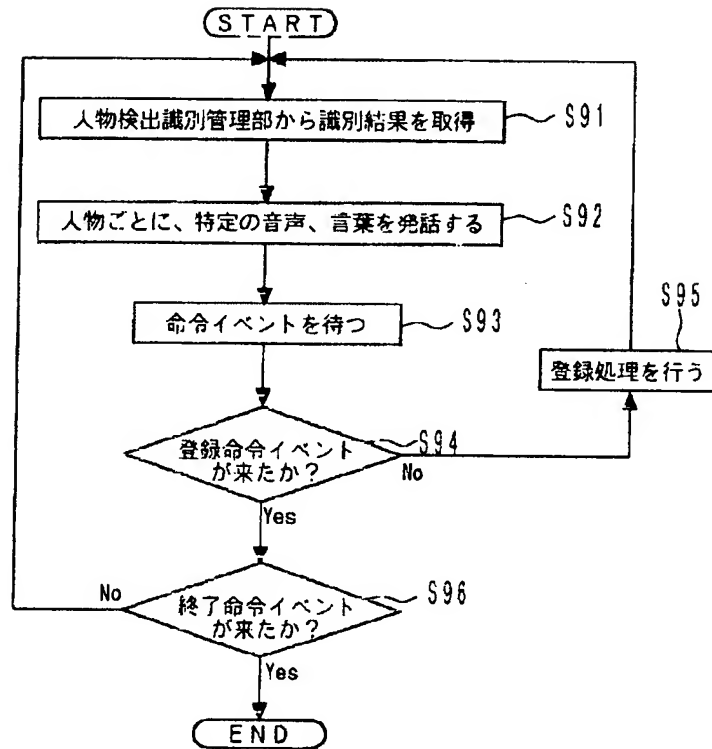 START
人物検出識別管理部から識別結果を取得
S91
人物ごとに、特定の音声、言葉を発話する
S92
命令イベントを待つ
S93
S95
登録処理を行う
登録命令イベント
が来たか?
S94
No
Yes
終了命令イベント
が来たか?
S96
No
Yes
END